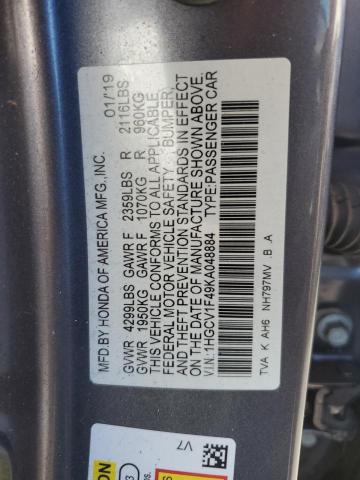 MFD.BY HONDA OF AMERICA MFG.,INC. 01/'19
GVWR 4299LBS GAWR F 2359LBS R 2116LBS
GVWR 1950KG GAWR F 1070KG R 960KG
THIS VEHICLE CONFORMS TO ALL APPLICABLE
FEDERAL MOTOR VEHICLE SAFETY, BUMPER,
AND THEFT PREVENTION STANDARDS IN EFFECT
ON THE DATE OF MANUFACTURE SHOWN ABOVE.
V.I.N.:1HGCV1F49KA048884 TYPE:PASSENGER CAR
TVA K AH6 NH797MV .B .A
V7